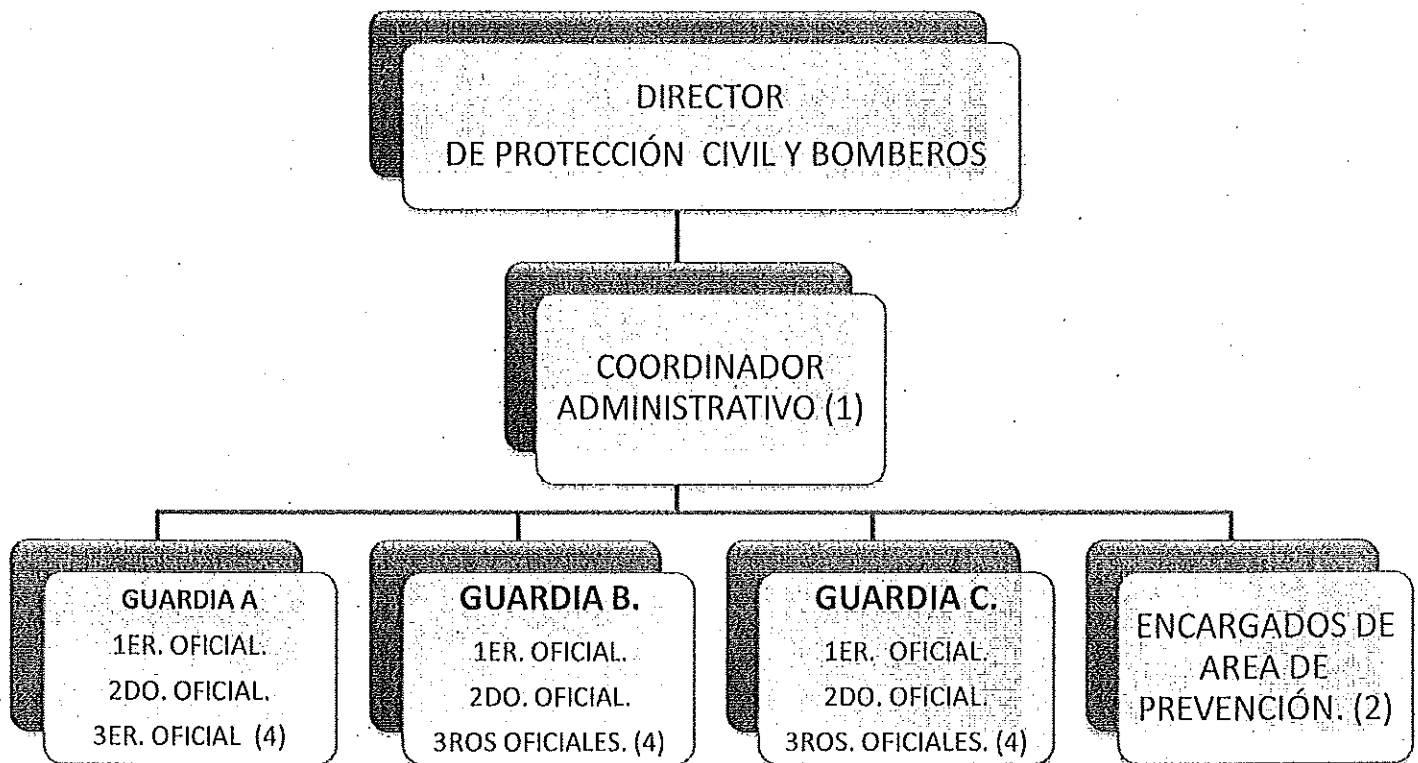 DIRECTOR
DE PROTECCIÓN CIVIL Y BOMBEROS
COORDINADOR
ADMINISTRATIVO (1)
GUARDIA A
1ER. OFICIAL.
2DO. OFICIAL.
3ER. OFICIAL (4)
GUARDIA B.
1ER. OFICIAL.
2DO. OFICIAL.
3ROS OFICIALES. (4)
GUARDIA C.
1ER. OFICIAL.
2DO. OFICIAL.
3ROS. OFICIALES. (4)
ENCARGADOS DE
AREA DE
PREVENCIÓN. (2)